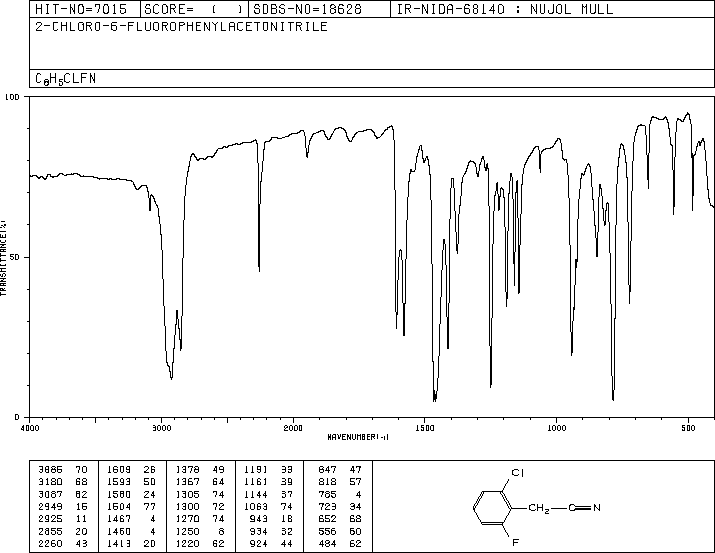 HIT-NO=7015 SCORE= ( ) SDBS-NO=18628 IR-NIDA-68140 : NUJOL MULL
2-CHLORO-6-FLUOROPHENYLACETONITRILE
C8H5CLFN
100
50
0
TRANSMITTANCE(%)
4000 3000 2000 1500 1000 500
WAVENUMBER(-1)
3885 70 1609 26 1378 49 1191 33 847 47
3180 68 1593 50 1367 64 1161 39 818 57
3087 62 1580 24 1305 74 1144 37 785 4
2949 15 1504 77 1300 72 1063 74 723 34
2925 11 1467 4 1270 74 943 18 652 68
2855 20 1460 4 1250 8 934 32 556 60
2260 43 1413 20 1220 62 924 44 484 62
Cl
CH2 C N
F